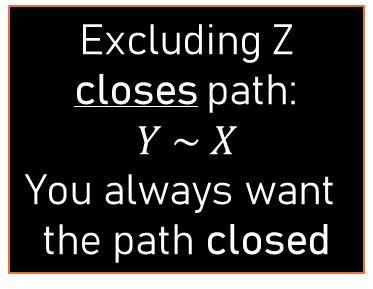 Excluding Z
closes path:
Y ~ X
You always want
the path closed